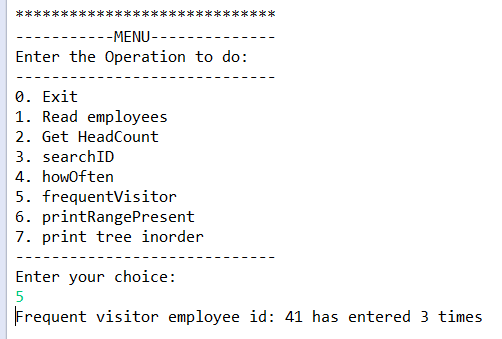 *****************************
-----------MENU--------------
Enter the Operation to do:
-----------------------------
0. Exit
1. Read employees
2. Get HeadCount
3. searchID
4. howOften
5. frequentVisitor
6. printRangePresent
7. print tree inorder
-----------------------------
Enter your choice:
5
Frequent visitor employee id: 41 has entered 3 times